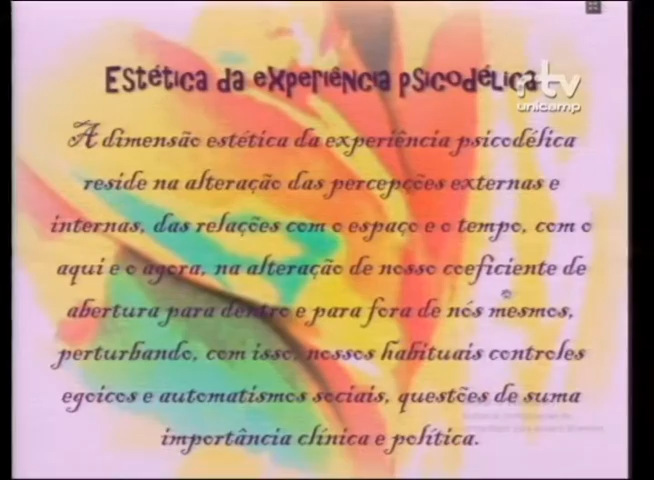 Estética da experiência psicodélica
rtv
unicamp
A dimensão estética da experiência psicodélica
reside na alteração das percepções externas e
internas, das relações com o espaço e o tempo, com o
aqui e o agora, na alteração de nosso coeficiente de
abertura para dentro e para fora de nós mesmos,
perturbando, com isso, nossos habituais controles
egoicos e automatismos sociais, questões de suma
importância clínica e política.